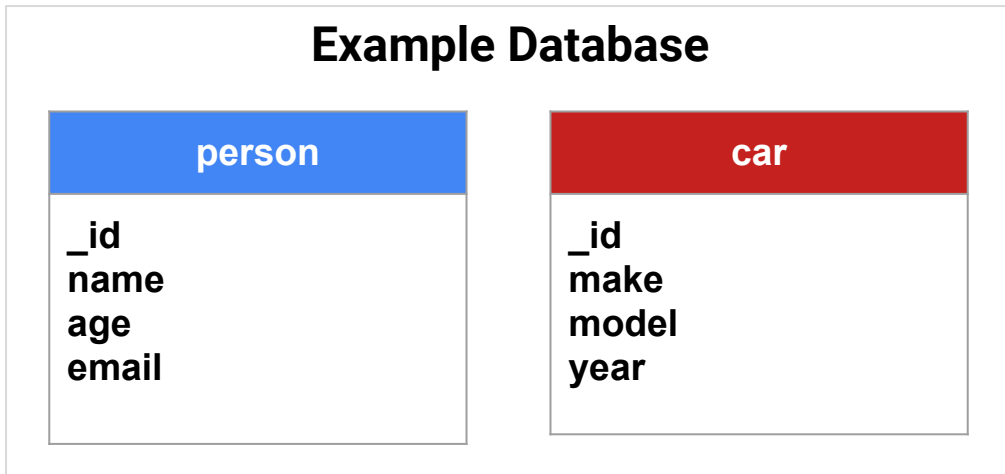 Example Database
person
_id
name
age
email
car
_id
make
model
year